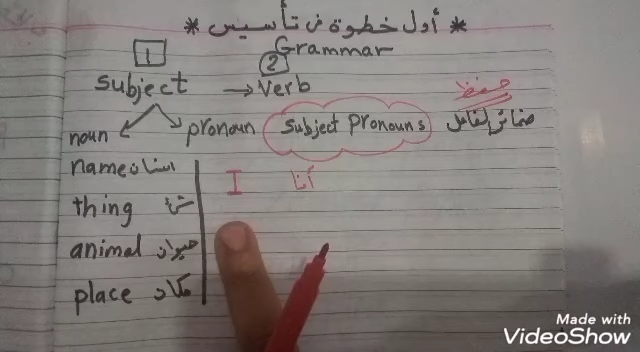 * أول خطوة فى تأسيس *
Grammar
1 2
Subject → Verb
حفظ
noun pronoun Subject Pronouns ضمائر الفاعل
name انسان I أنا
thing شئ
animal حيوان
place مكان
Made with
VideoShow